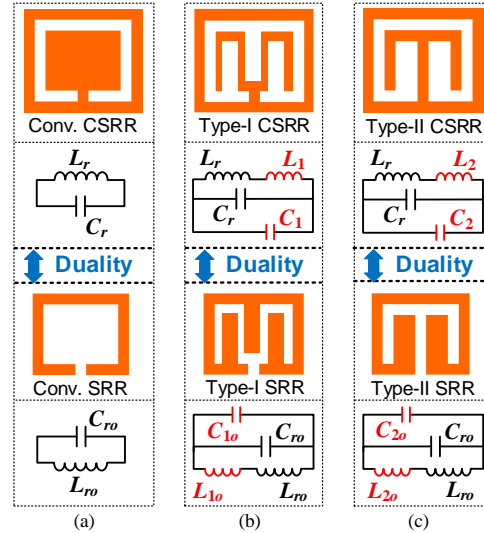 Conv. CSRR
Type-I CSRR
Type-II CSRR
Lr
Cr
Lr
L1
Cr
C1
Lr
L2
Cr
C2
Duality
Duality
Duality
Conv. SRR
Type-I SRR
Type-II SRR
Cro
Lro
C1o
Cro
L1o
Lro
C2o
Cro
L2o
Lro
(a)
(b)
(c)